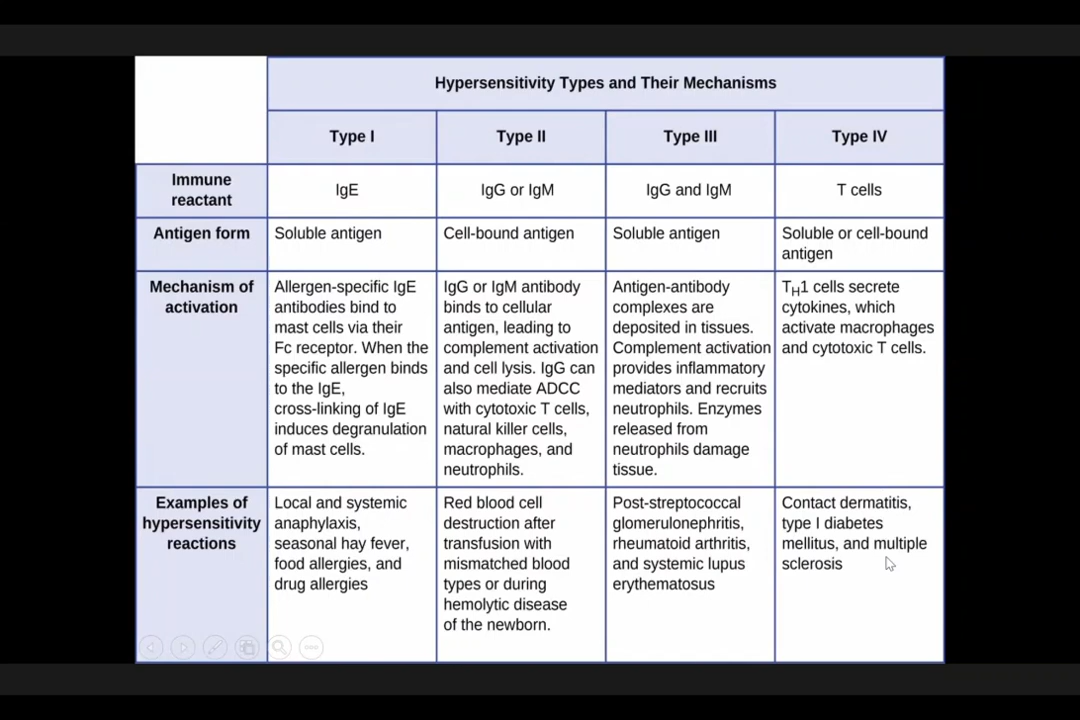 Hypersensitivity Types and Their Mechanisms
Type I
Type II
Type III
Type IV
Immune
reactant
IgE
IgG or IgM
IgG and IgM
T cells
Antigen form
Soluble antigen
Cell-bound antigen
Soluble antigen
Soluble or cell-bound
antigen
Mechanism of
activation
Allergen-specific IgE
antibodies bind to
mast cells via their
Fc receptor. When the
specific allergen binds
to the IgE,
cross-linking of IgE
induces degranulation
of mast cells.
IgG or IgM antibody
binds to cellular
antigen, leading to
complement activation
and cell lysis. IgG can
also mediate ADCC
with cytotoxic T cells,
natural killer cells,
macrophages, and
neutrophils.
Antigen-antibody
complexes are
deposited in tissues.
Complement activation
provides inflammatory
mediators and recruits
neutrophils. Enzymes
released from
neutrophils damage
tissue.
TH1 cells secrete
cytokines, which
activate macrophages
and cytotoxic T cells.
Examples of
hypersensitivity
reactions
Local and systemic
anaphylaxis,
seasonal hay fever,
food allergies, and
drug allergies
Red blood cell
destruction after
transfusion with
mismatched blood
types or during
hemolytic disease
of the newborn.
Post-streptococcal
glomerulonephritis,
rheumatoid arthritis,
and systemic lupus
erythematosus
Contact dermatitis,
type I diabetes
mellitus, and multiple
sclerosis